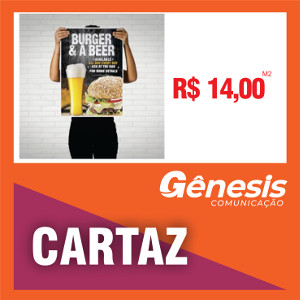 BURGER
& A BEER
R$ 14,00 M2
Gênesis
COMUNICAÇÃO
CARTAZ